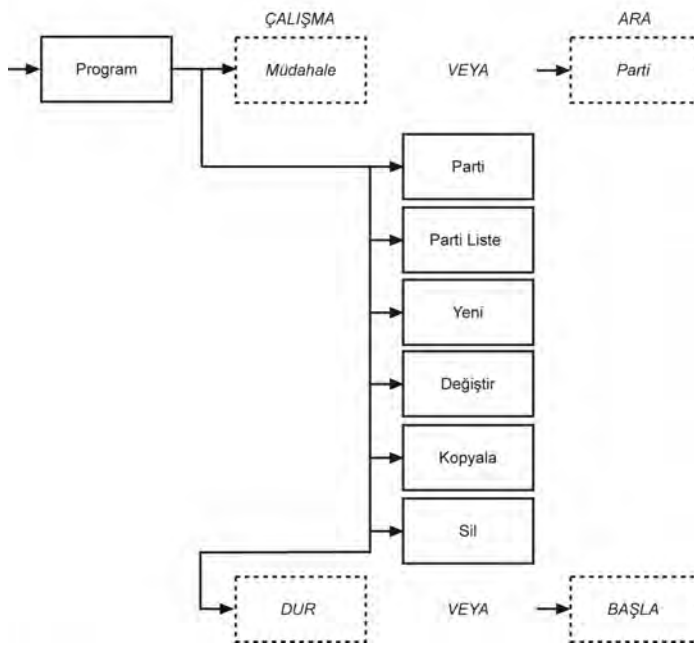 ÇALIŞMA ARA
Program Müdahale VEYA Parti
Parti
Parti Liste
Yeni
Değiştir
Kopyala
Sil
DUR VEYA BAŞLA